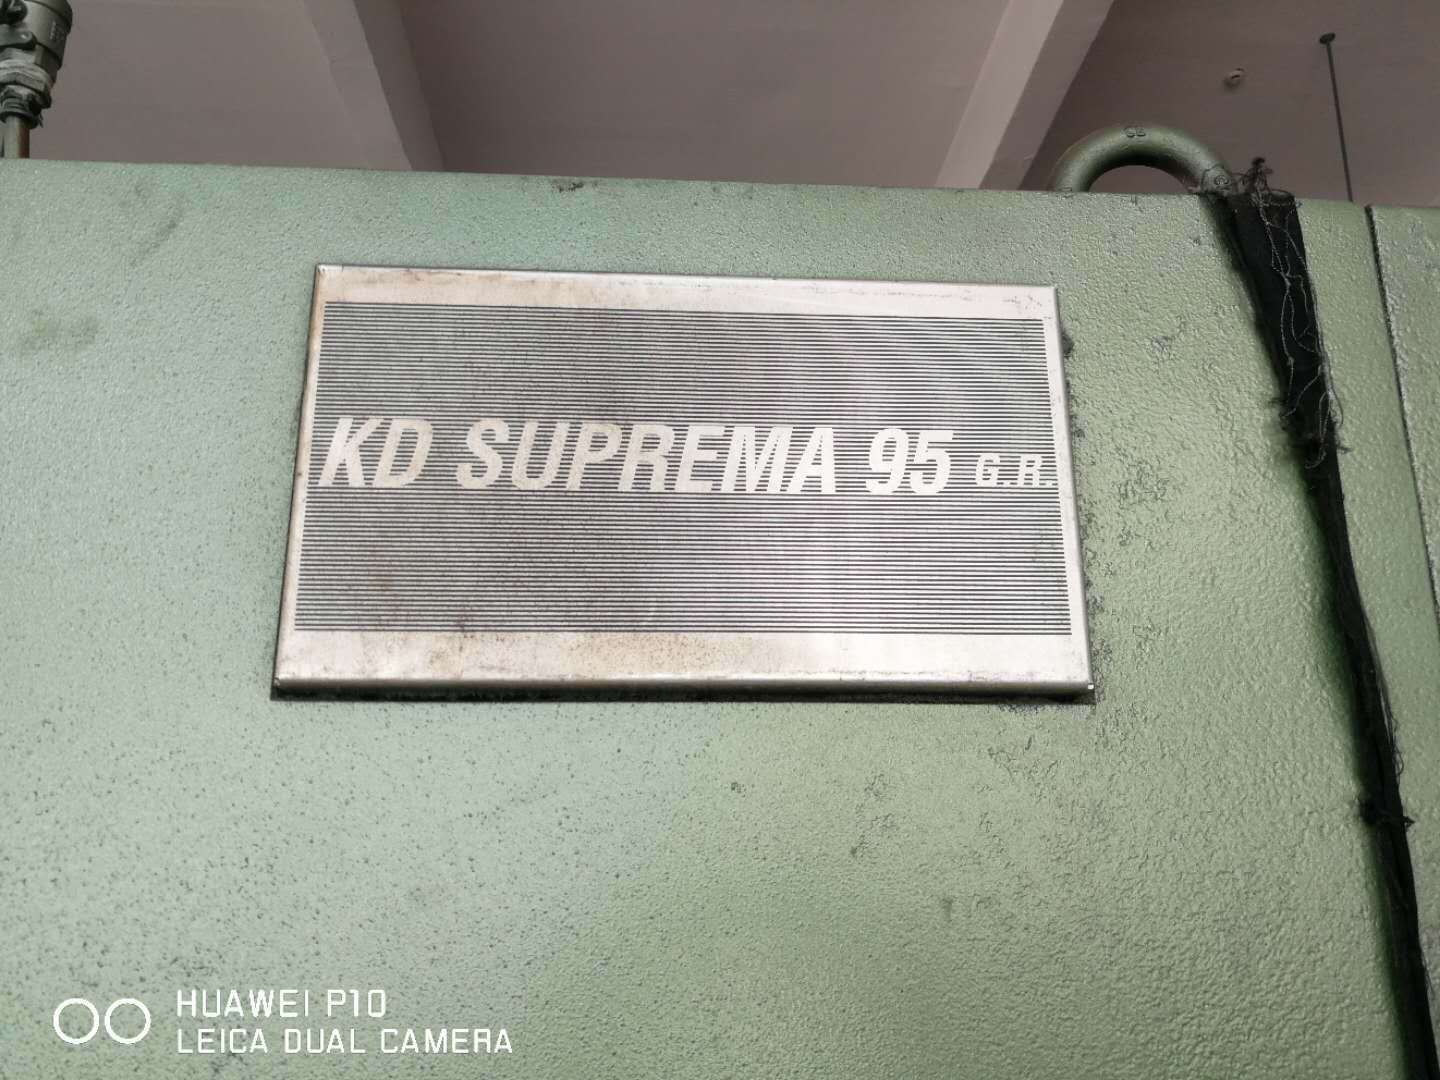 KD SUPREMA 95 G.R.
HUAWEI P10
LEICA DUAL CAMERA